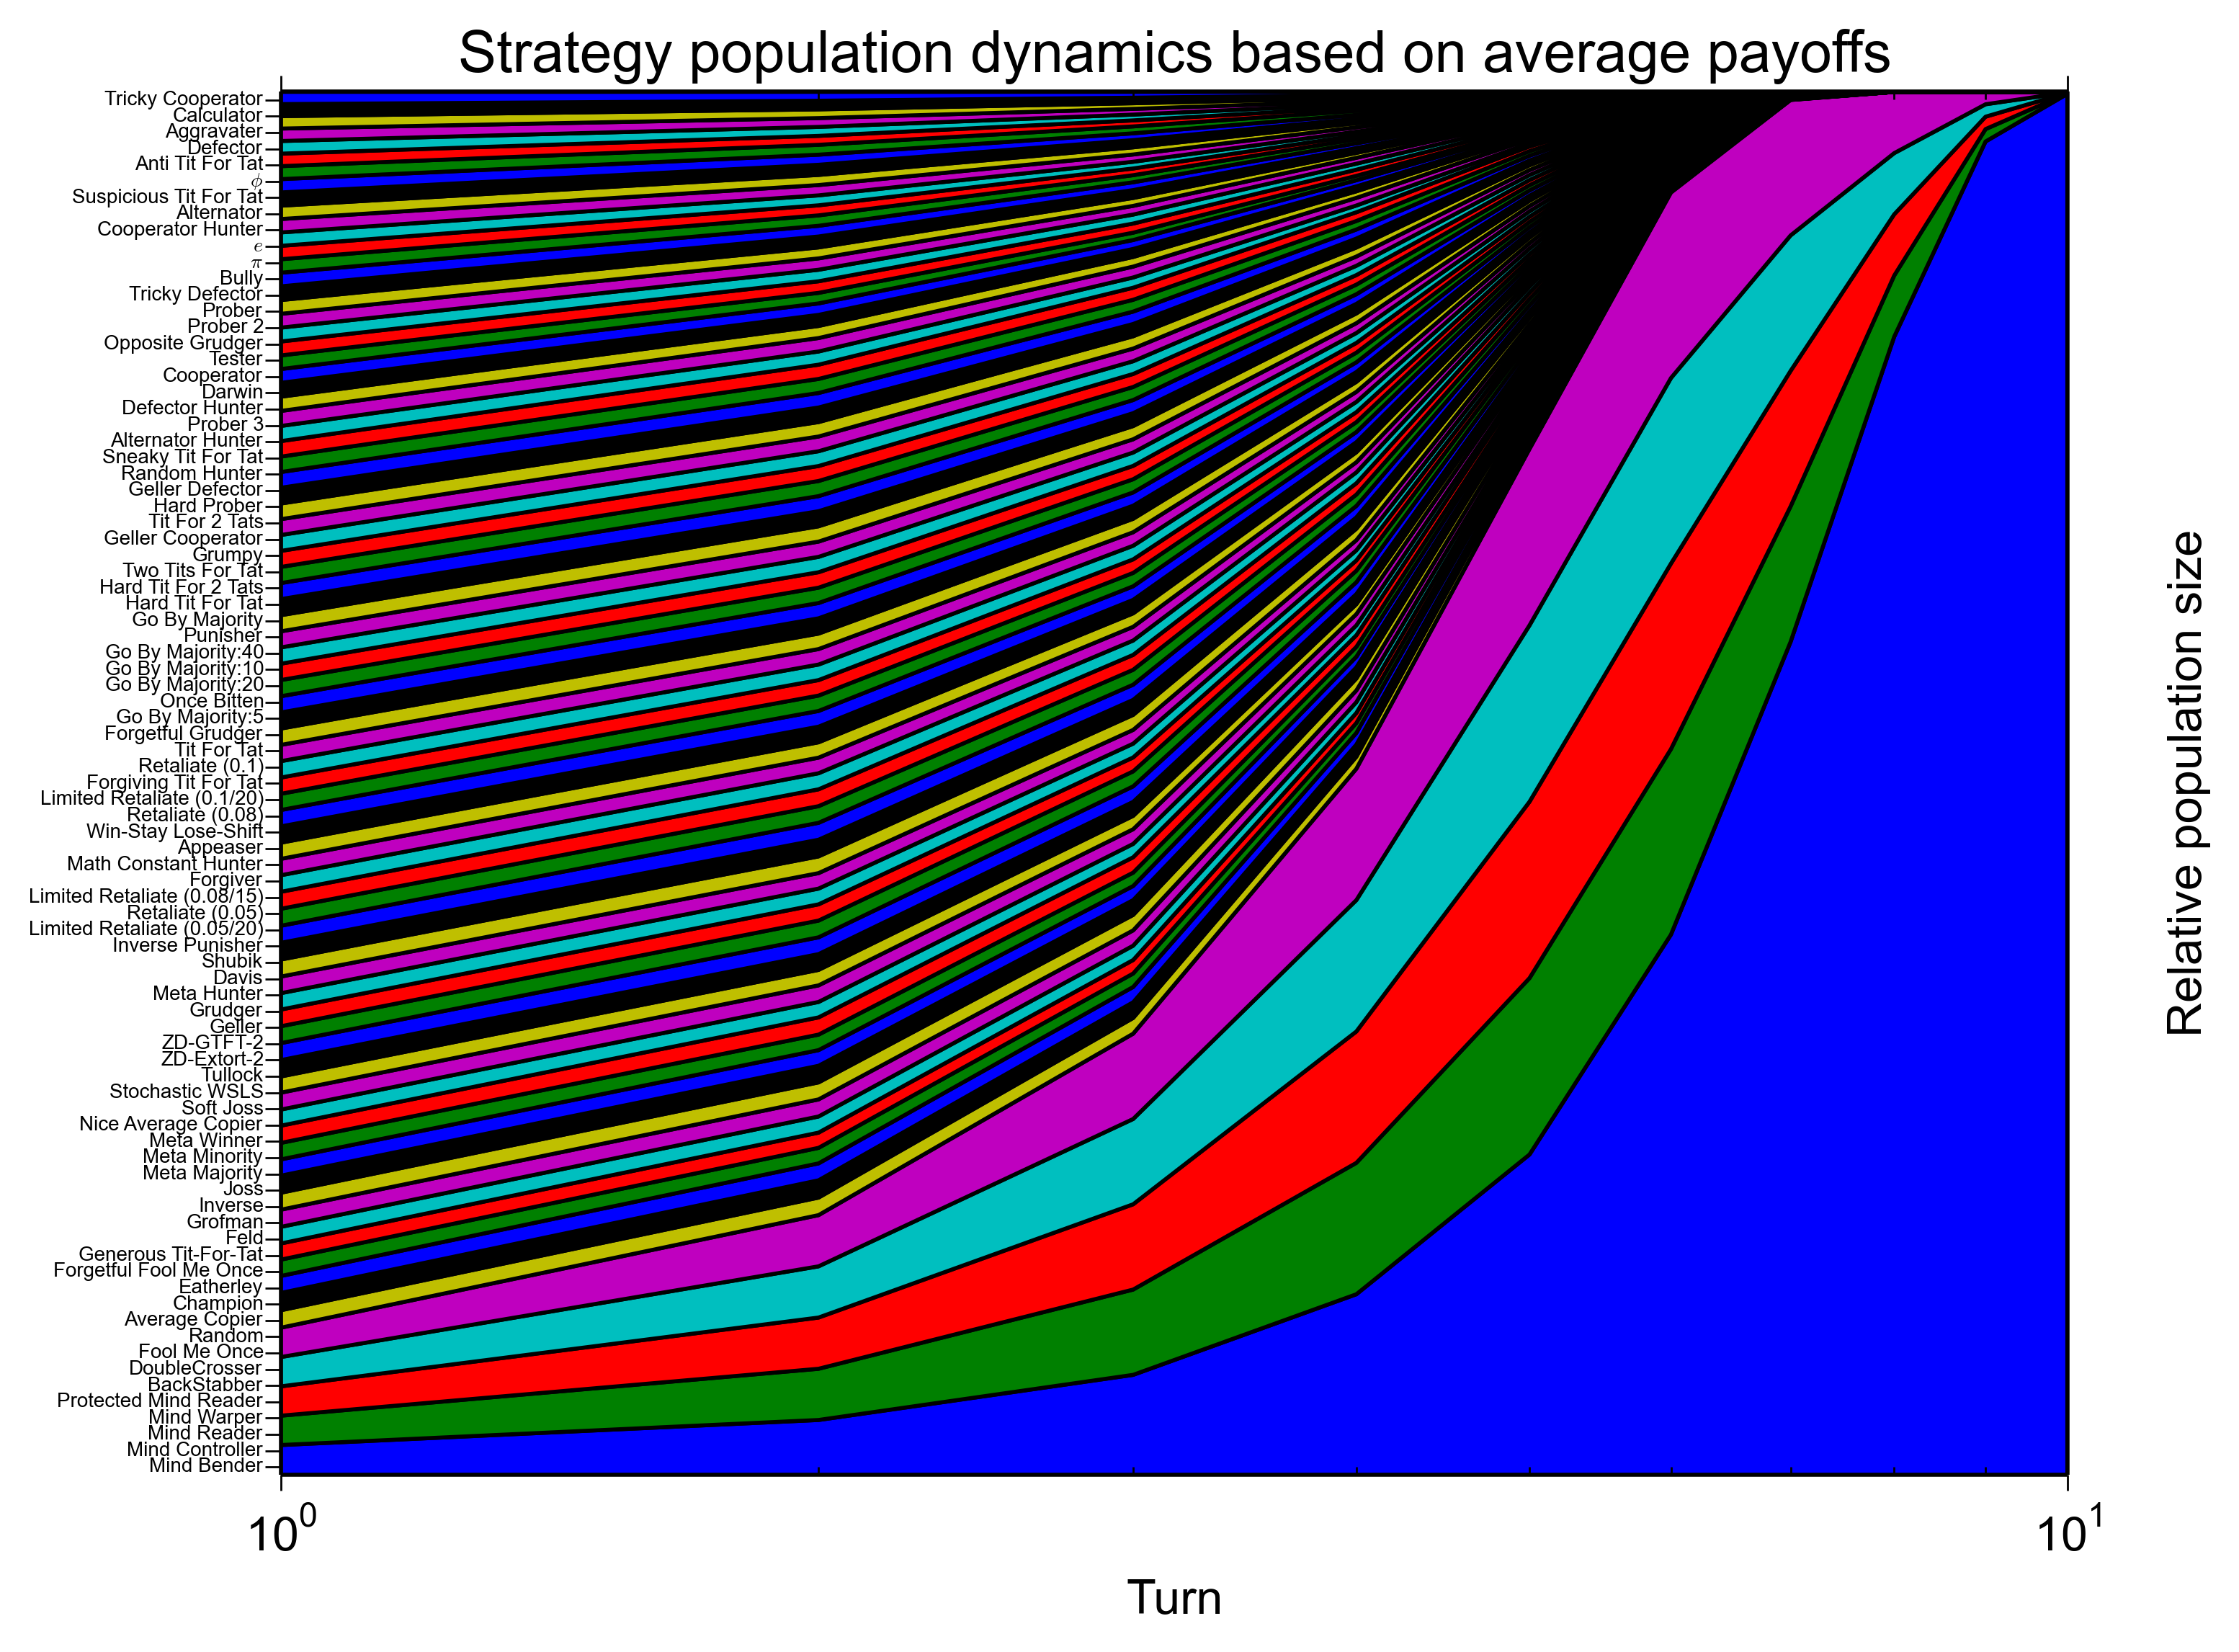 Strategy population dynamics based on average payoffs
Tricky Cooperator
Calculator
Aggravater
Defector
Anti Tit For Tat
ϕ
Suspicious Tit For Tat
Alternator
Cooperator Hunter
e
π
Bully
Tricky Defector
Prober
Prober 2
Opposite Grudger
Tester
Cooperator
Darwin
Defector Hunter
Prober 3
Alternator Hunter
Sneaky Tit For Tat
Random Hunter
Geller Defector
Hard Prober
Tit For 2 Tats
Geller Cooperator
Grumpy
Two Tits For Tat
Hard Tit For 2 Tats
Hard Tit For Tat
Go By Majority
Punisher
Go By Majority:40
Go By Majority:10
Go By Majority:20
Once Bitten
Go By Majority:5
Forgetful Grudger
Tit For Tat
Retaliate (0.1)
Forgiving Tit For Tat
Limited Retaliate (0.1/20)
Retaliate (0.08)
Win-Stay Lose-Shift
Appeaser
Math Constant Hunter
Forgiver
Limited Retaliate (0.08/15)
Retaliate (0.05)
Limited Retaliate (0.05/20)
Inverse Punisher
Shubik
Davis
Meta Hunter
Grudger
Geller
ZD-GTFT-2
ZD-Extort-2
Tullock
Stochastic WSLS
Soft Joss
Nice Average Copier
Meta Winner
Meta Minority
Meta Majority
Joss
Inverse
Grofman
Feld
Generous Tit-For-Tat
Forgetful Fool Me Once
Eatherley
Champion
Average Copier
Random
Fool Me Once
DoubleCrosser
BackStabber
Protected Mind Reader
Mind Warper
Mind Reader
Mind Controller
Mind Bender
Relative population size
10⁰
10¹
Turn